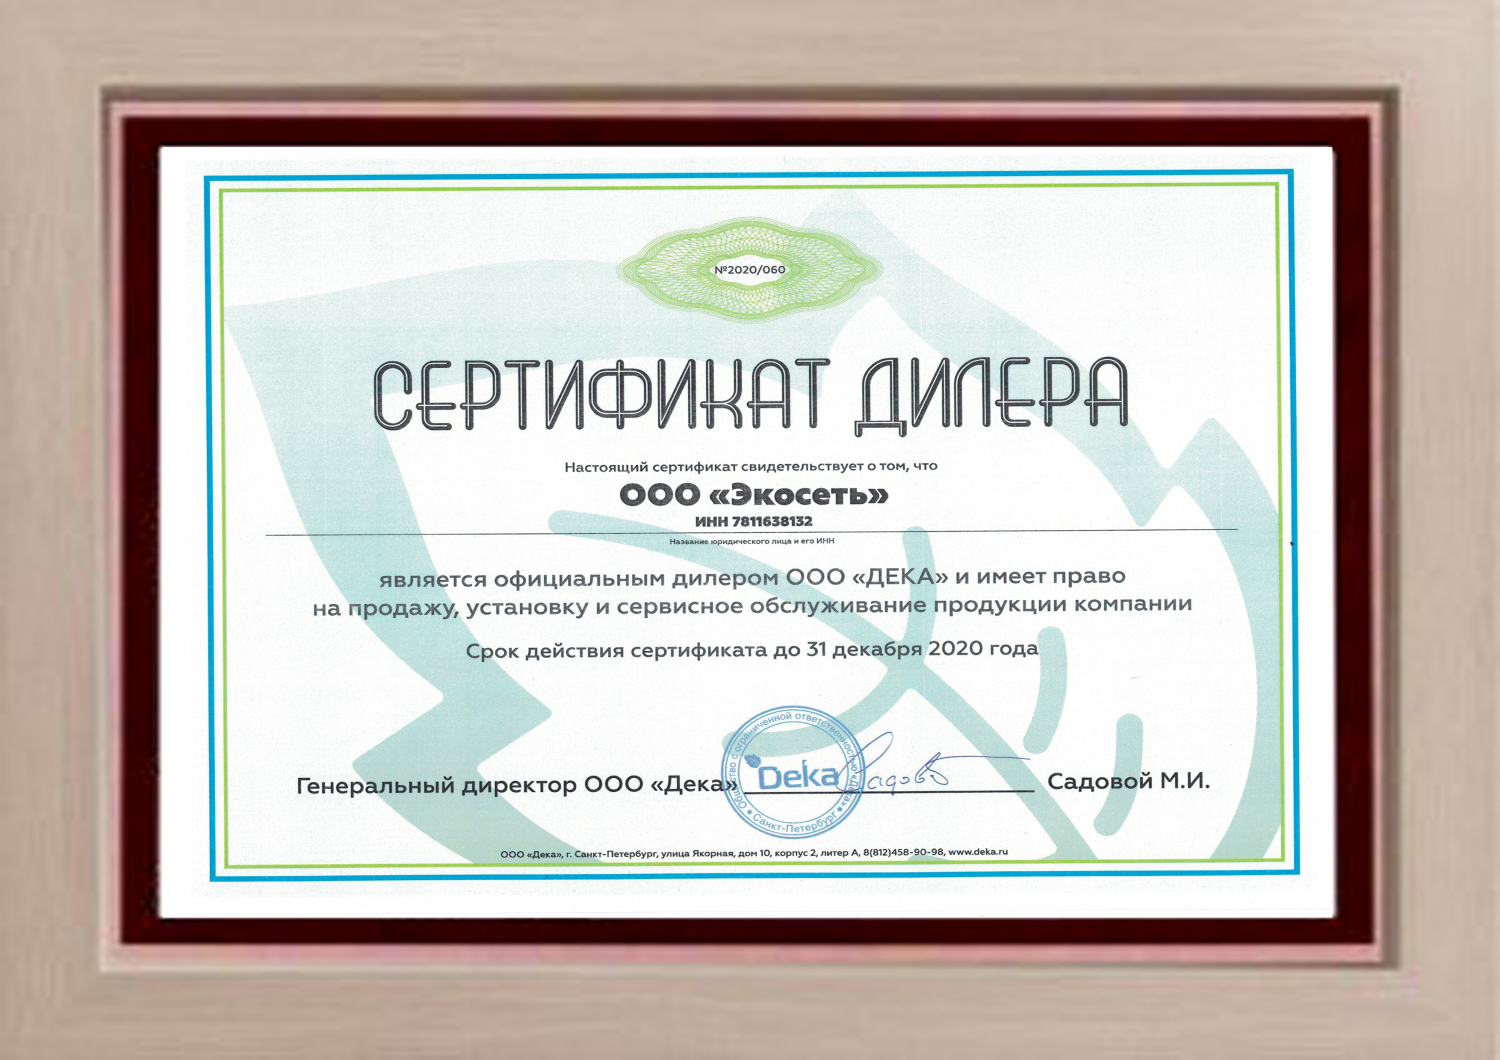 №2020/060
СЕРТИФИКАТ ДИЛЕРА
Настоящий сертификат свидетельствует о том, что
ООО «Экосеть»
ИНН 7811638132
Название юридического лица и его ИНН
является официальным дилером ООО «ДЕКА» и имеет право
на продажу, установку и сервисное обслуживание продукции компании
Срок действия сертификата до 31 декабря 2020 года
Общество с ограниченной ответственностью «Дека»
Deka
Санкт-Петербург
Генеральный директор ООО «Дека» Садовой М.И.
ООО «Дека», г. Санкт-Петербург, улица Якорная, дом 10, корпус 2, литер А, 8(812)458-90-98, www.deka.ru